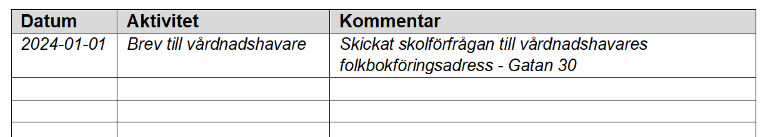 Datum Aktivitet Kommentar
2024-01-01 Brev till vårdnadshavare Skickat skolförfrågan till vårdnadshavares
folkbokföringsadress - Gatan 30